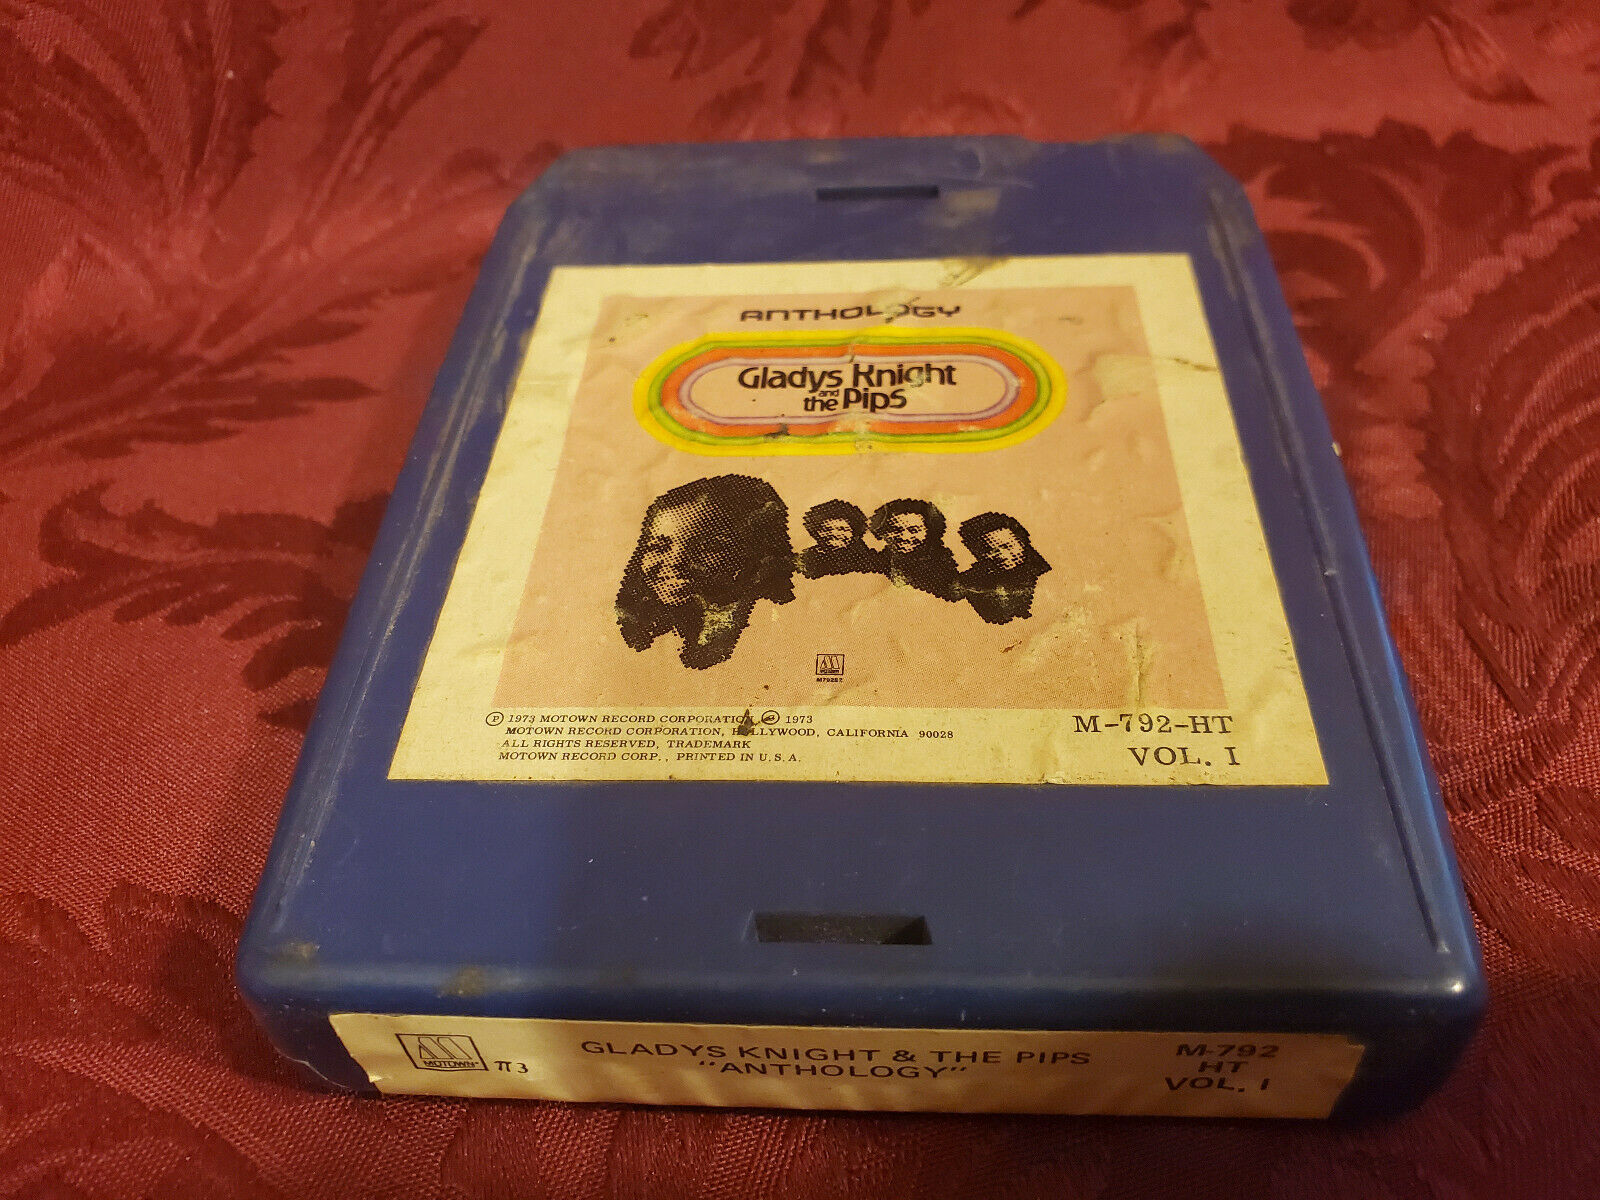 ANTHOLOGY
Gladys Knight
and
the Pips
M792B2
Ⓟ 1973 MOTOWN RECORD CORPORATION, © 1973
MOTOWN RECORD CORPORATION, HOLLYWOOD, CALIFORNIA 90028
ALL RIGHTS RESERVED, TRADEMARK
MOTOWN RECORD CORP., PRINTED IN U.S.A.
M-792-HT
VOL. I
MOTOWN
π3
GLADYS KNIGHT & THE PIPS
"ANTHOLOGY"
M-792
HT
VOL. I